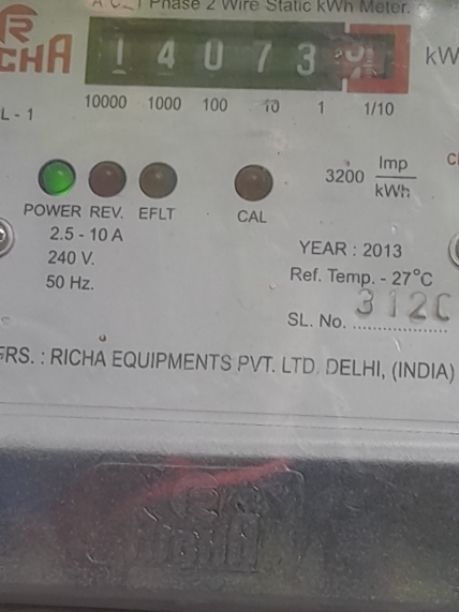 Phase 2 Wire Static kWh Meter.
R
RICHA
1 4 0 7 3
kW
10000 1000 100 10 1 1/10
L - 1
3200 Imp/kWh
POWER REV. EFLT CAL
2.5 - 10 A
240 V.
50 Hz.
YEAR : 2013
Ref. Temp. - 27°C
SL. No. 312C
FRS. : RICHA EQUIPMENTS PVT. LTD. DELHI, (INDIA)